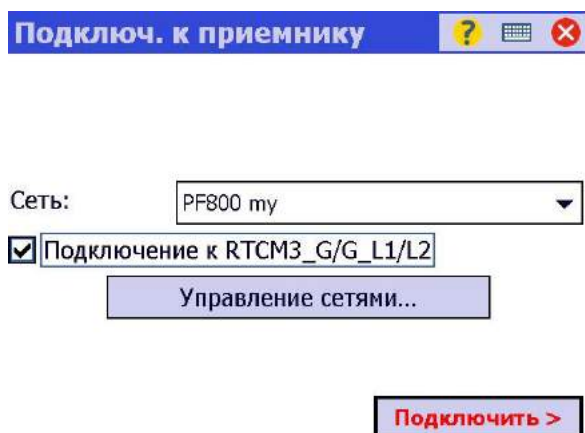 Подключ. к приемнику ?
Сеть: PF800 my
Подключение к RTCM3_G/G_L1/L2
Управление сетями...
Подключить >